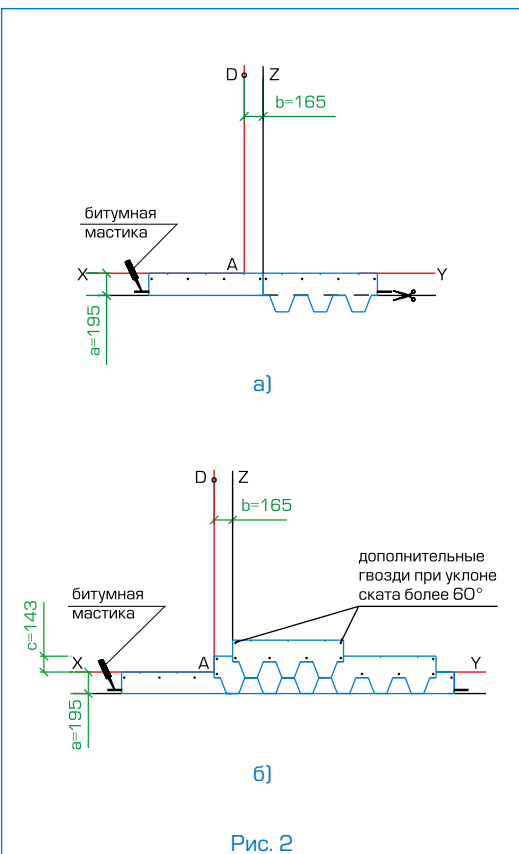 D Z
b=165
битумная
мастика
X A Y
a=195
а)
D Z
b=165
дополнительные
гвозди при уклоне
ската более 60°
битумная
мастика
c=143
X A Y
a=195
б)
Рис. 2